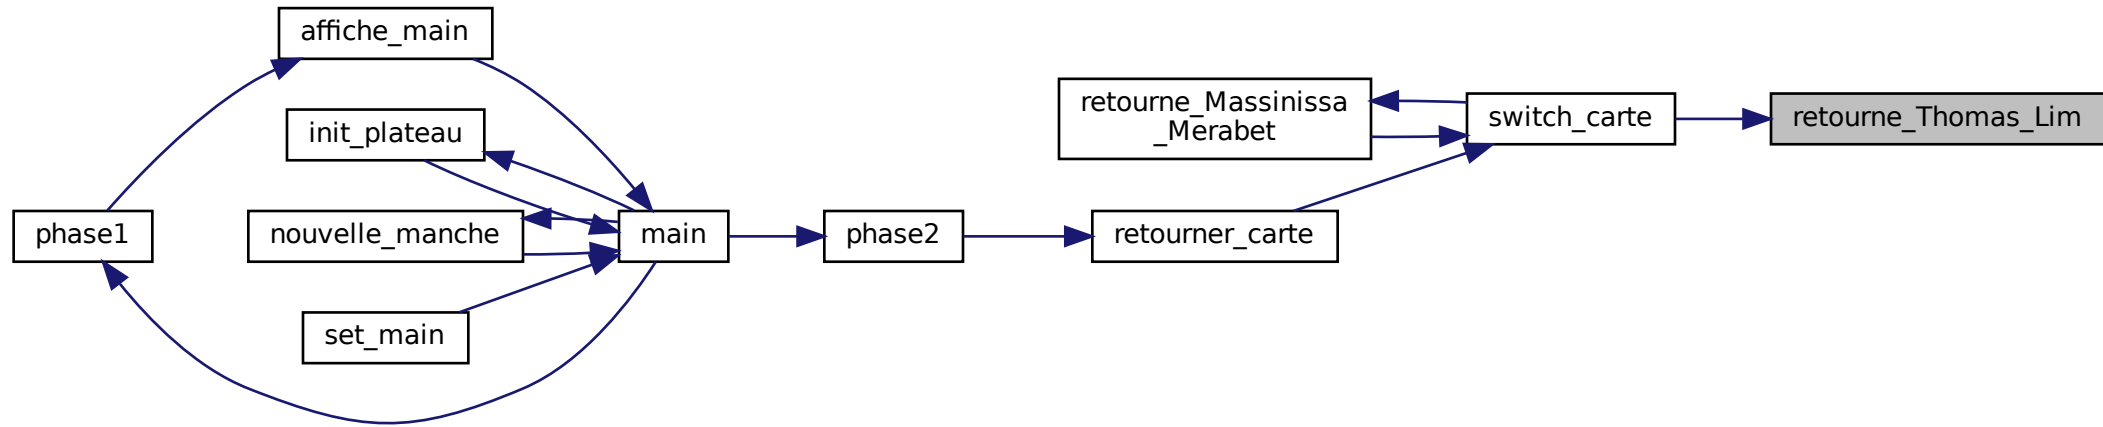 affiche_main
init_plateau
retourne_Massinissa
_Merabet
switch_carte
retourne_Thomas_Lim
phase1
nouvelle_manche
main
phase2
retourner_carte
set_main